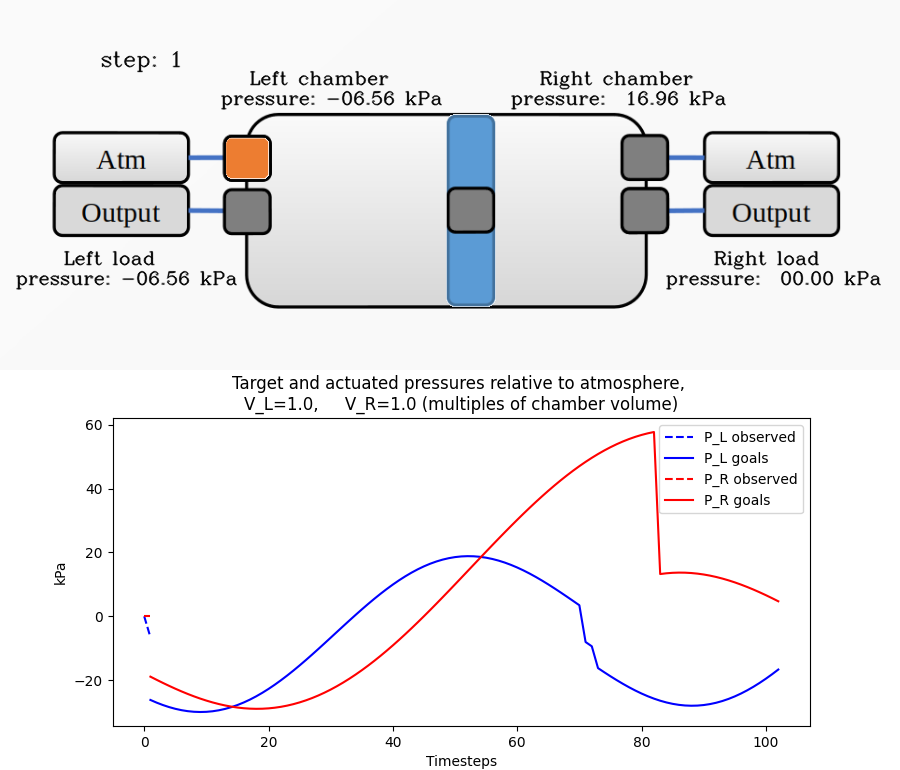 step: 1
Left chamber
pressure: −06.56 kPa
Right chamber
pressure: 16.96 kPa
Atm
Atm
Output
Output
Left load
pressure: −06.56 kPa
Right load
pressure: 00.00 kPa
Target and actuated pressures relative to atmosphere,
V_L=1.0, V_R=1.0 (multiples of chamber volume)
P_L observed
P_L goals
P_R observed
P_R goals
60
40
20
0
−20
kPa
0 20 40 60 80 100
Timesteps